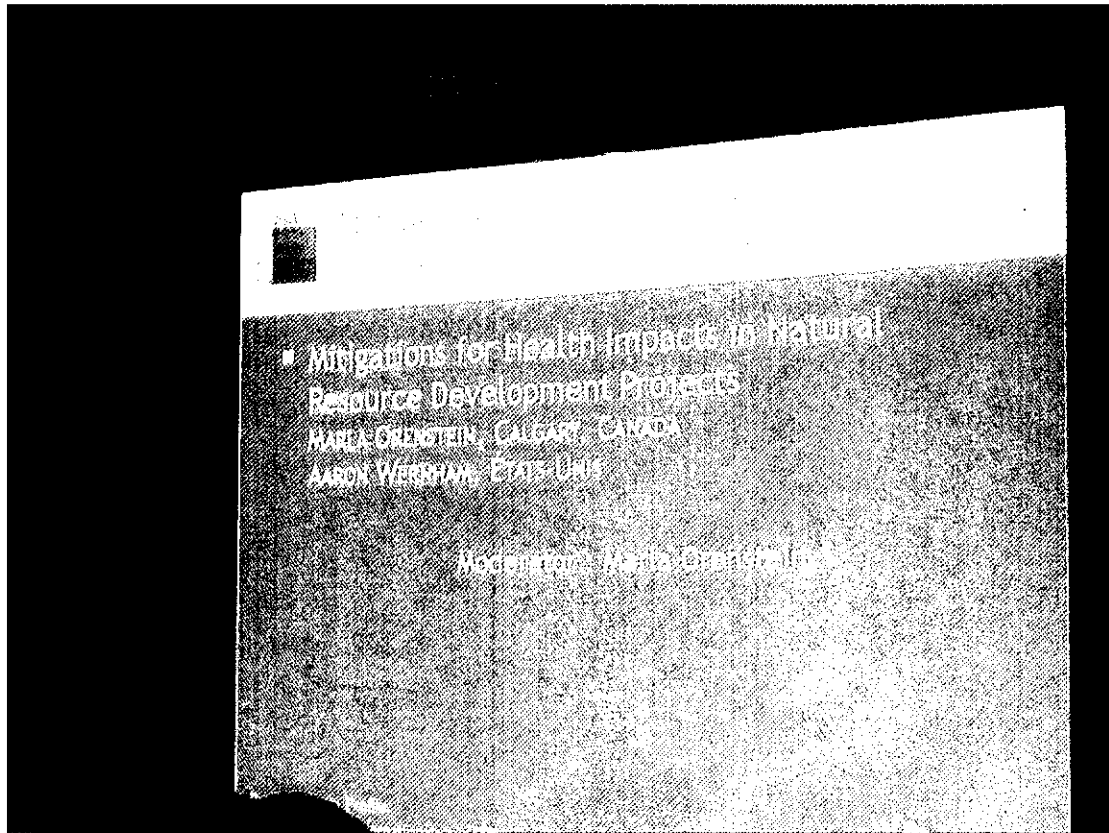 ▪ Mitigations for Health Impacts in Natural
Resource Development Projects
MARLA ORENSTEIN, CALGARY, CANADA
AARON WERNHAM, ETATS-UNIS
Moderator: Marla Orenstein